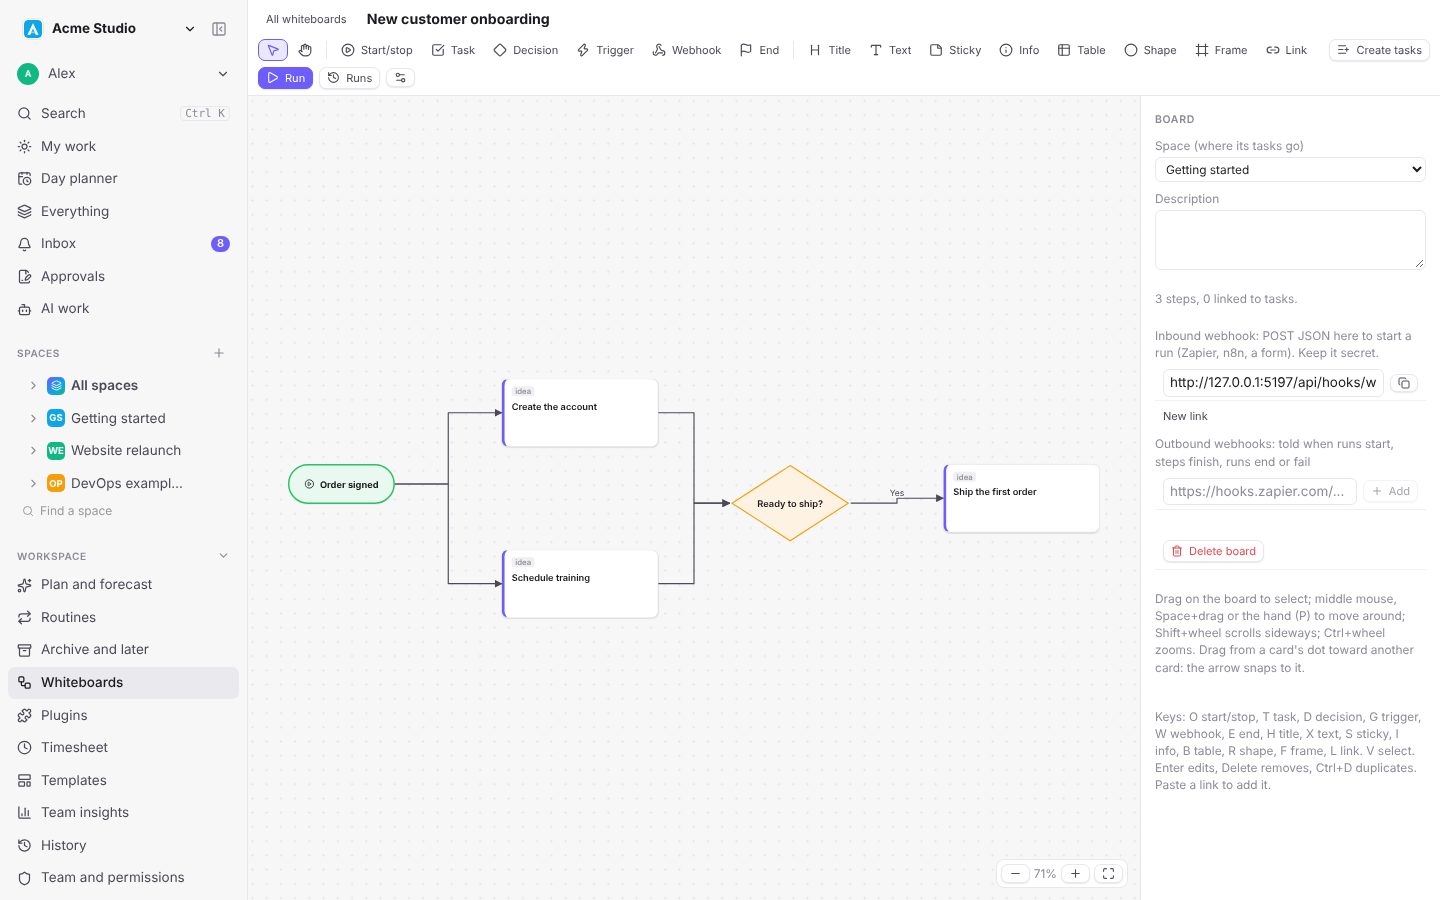 Acme Studio
A
Alex
Search
Ctrl K
My work
Day planner
Everything
Inbox
8
Approvals
AI work
SPACES
All spaces
GS
Getting started
WE
Website relaunch
OP
DevOps exampl...
Find a space
WORKSPACE
Plan and forecast
Routines
Archive and later
Whiteboards
Plugins
Timesheet
Templates
Team insights
History
Team and permissions
All whiteboards
New customer onboarding
Start/stop
Task
Decision
Trigger
Webhook
End
Title
Text
Sticky
Info
Table
Shape
Frame
Link
Create tasks
Run
Runs
Order signed
idea
Create the account
idea
Schedule training
Ready to ship?
Yes
idea
Ship the first order
71%
BOARD
Space (where its tasks go)
Getting started
Description
3 steps, 0 linked to tasks.
Inbound webhook: POST JSON here to start a
run (Zapier, n8n, a form). Keep it secret.
http://127.0.0.1:5197/api/hooks/w
New link
Outbound webhooks: told when runs start,
steps finish, runs end or fail
https://hooks.zapier.com/...
Add
Delete board
Drag on the board to select; middle mouse,
Space+drag or the hand (P) to move around;
Shift+wheel scrolls sideways; Ctrl+wheel
zooms. Drag from a card's dot toward another
card: the arrow snaps to it.
Keys: O start/stop, T task, D decision, G trigger,
W webhook, E end, H title, X text, S sticky, I
info, B table, R shape, F frame, L link. V select.
Enter edits, Delete removes, Ctrl+D duplicates.
Paste a link to add it.